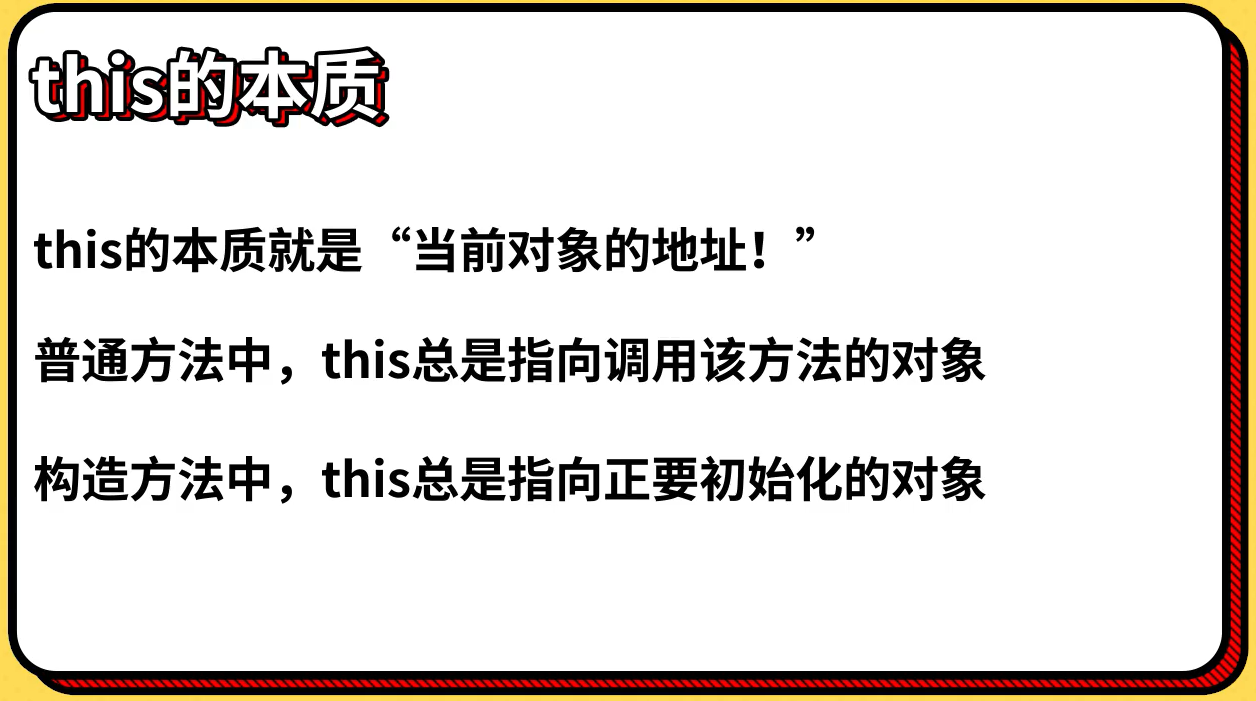 this的本质
this的本质就是“当前对象的地址！”
普通方法中，this总是指向调用该方法的对象
构造方法中，this总是指向正要初始化的对象